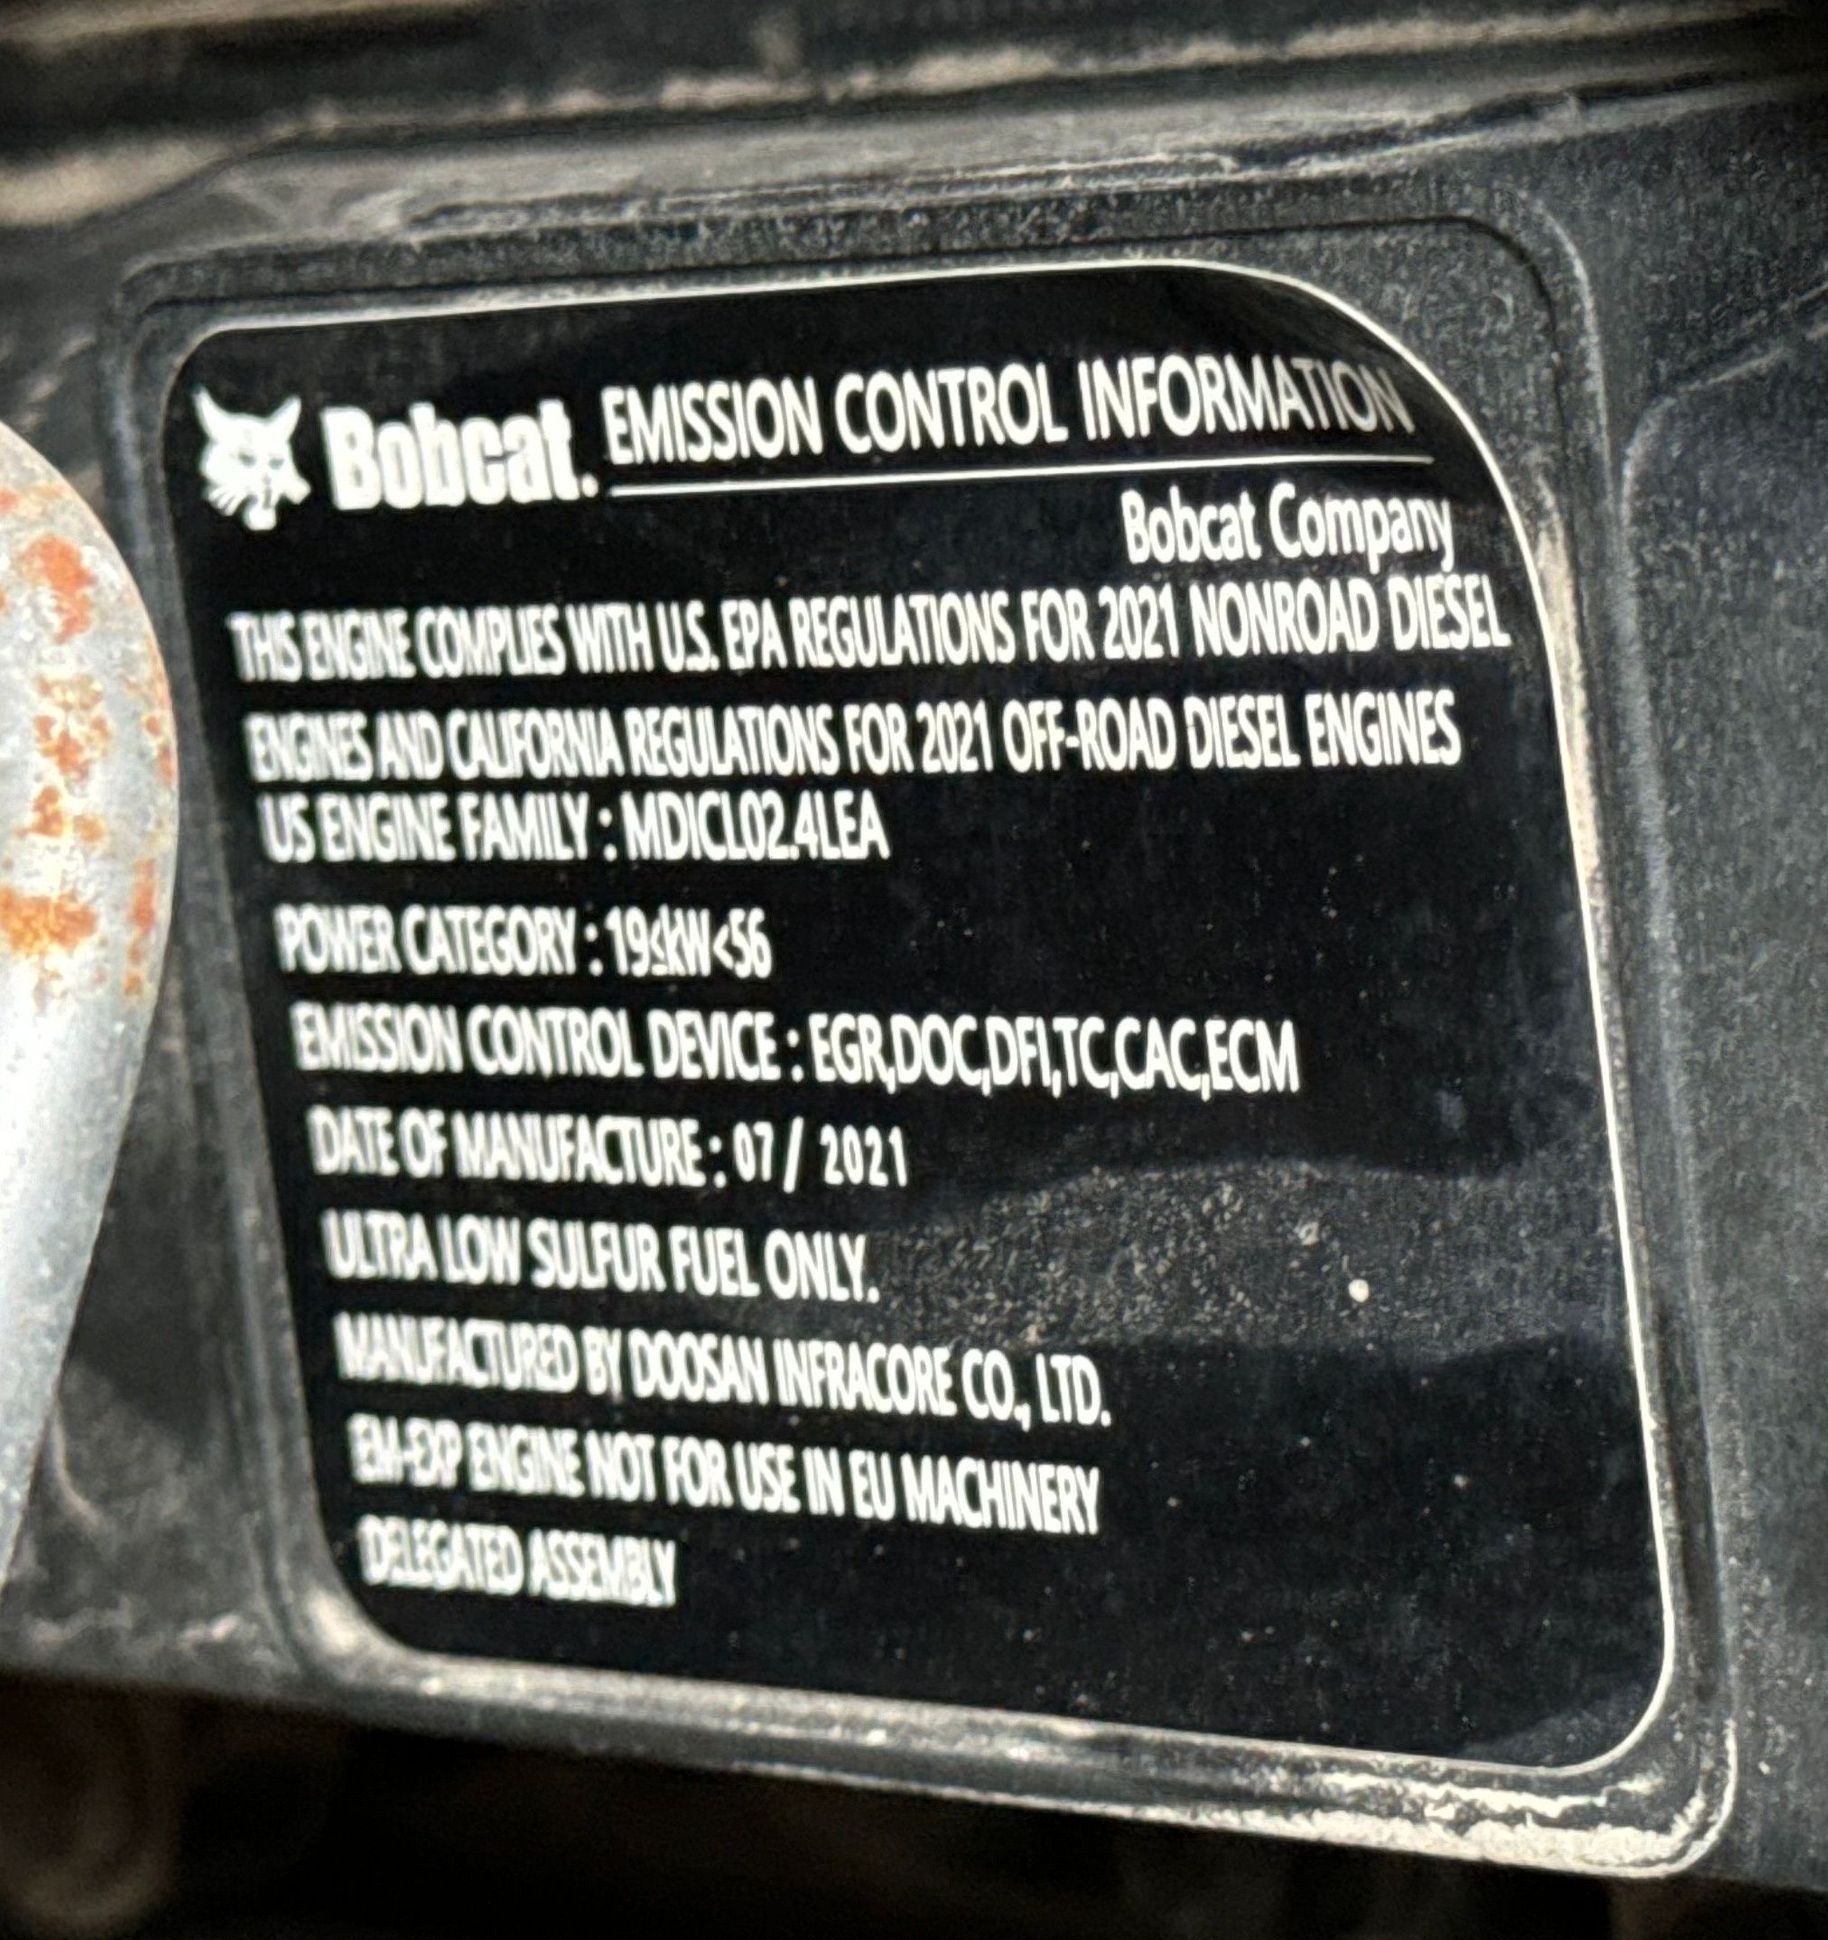 Bobcat. EMISSION CONTROL INFORMATION
Bobcat Company
THIS ENGINE COMPLIES WITH U.S. EPA REGULATIONS FOR 2021 NONROAD DIESEL
ENGINES AND CALIFORNIA REGULATIONS FOR 2021 OFF-ROAD DIESEL ENGINES
US ENGINE FAMILY : MDICL02.4LEA
POWER CATEGORY : 19≤kW<56
EMISSION CONTROL DEVICE : EGR,DOC,DFI,TC,CAC,ECM
DATE OF MANUFACTURE : 07 / 2021
ULTRA LOW SULFUR FUEL ONLY.
MANUFACTURED BY DOOSAN INFRACORE CO., LTD.
EM-EXP ENGINE NOT FOR USE IN EU MACHINERY
DELEGATED ASSEMBLY